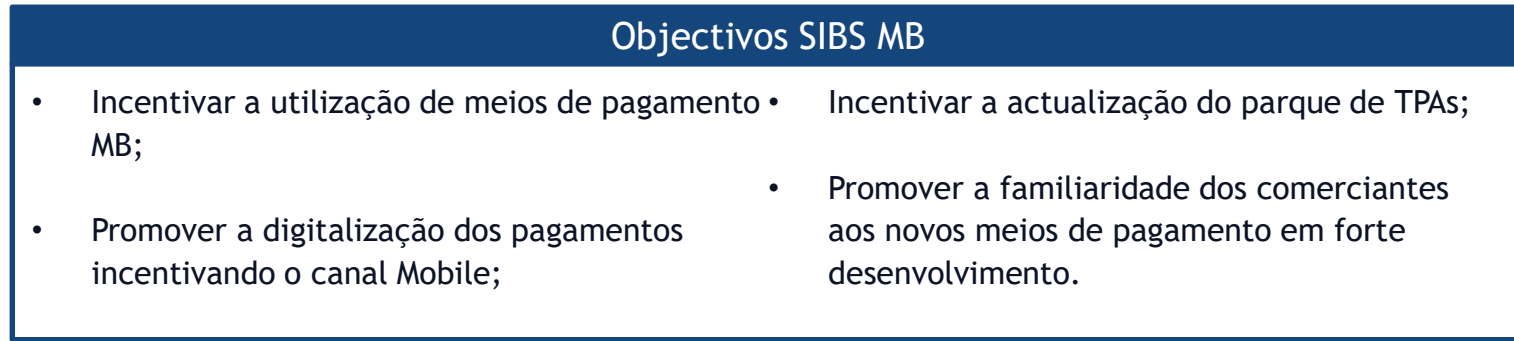 Objectivos SIBS MB
• Incentivar a utilização de meios de pagamento
MB;
• Promover a digitalização dos pagamentos
incentivando o canal Mobile;
• Incentivar a actualização do parque de TPAs;
• Promover a familiaridade dos comerciantes
aos novos meios de pagamento em forte
desenvolvimento.